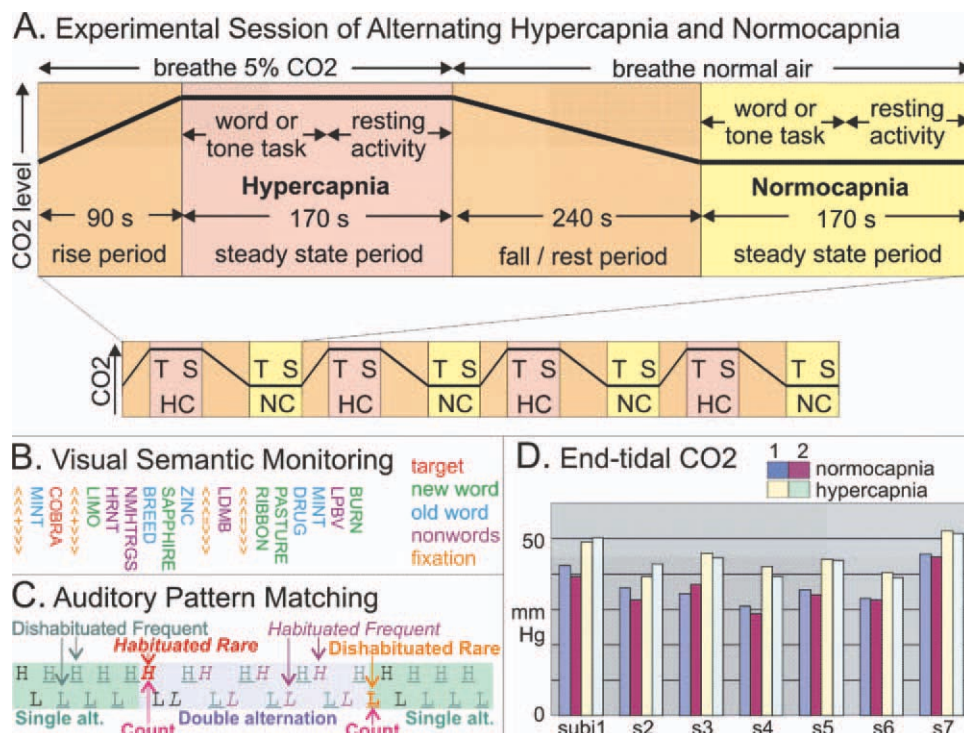 A. Experimental Session of Alternating Hypercapnia and Normocapnia
breathe 5% CO2
breathe normal air
CO2 level
word or tone task
resting activity
word or tone task
resting activity
Hypercapnia
Normocapnia
90 s
170 s
240 s
170 s
rise period
steady state period
fall / rest period
steady state period
CO2
T S
T S
T S
T S
T S
T S
T S
T S
HC
NC
HC
NC
HC
NC
HC
NC
B. Visual Semantic Monitoring
<<<+>>>
MINT
COBRA
<<<+>>>
LIMO
HRNT
NMHTRGS
BREED
SAPPHIRE
ZINC
LDMB
RIBBON
PASTURE
DRUG
MINT
LPBV
BURN
target
new word
old word
nonwords
fixation
C. Auditory Pattern Matching
Dishabituated Frequent
Habituated Frequent
Habituated Rare
Dishabituated Rare
H H H H H H H H H H H H H H H H H
L L L L L L L L L L L L L L L L
Single alt.
Double alternation
Single alt.
Count
Count
D. End-tidal CO2
1 2
normocapnia
hypercapnia
50
mm
Hg
0
subj1 s2 s3 s4 s5 s6 s7